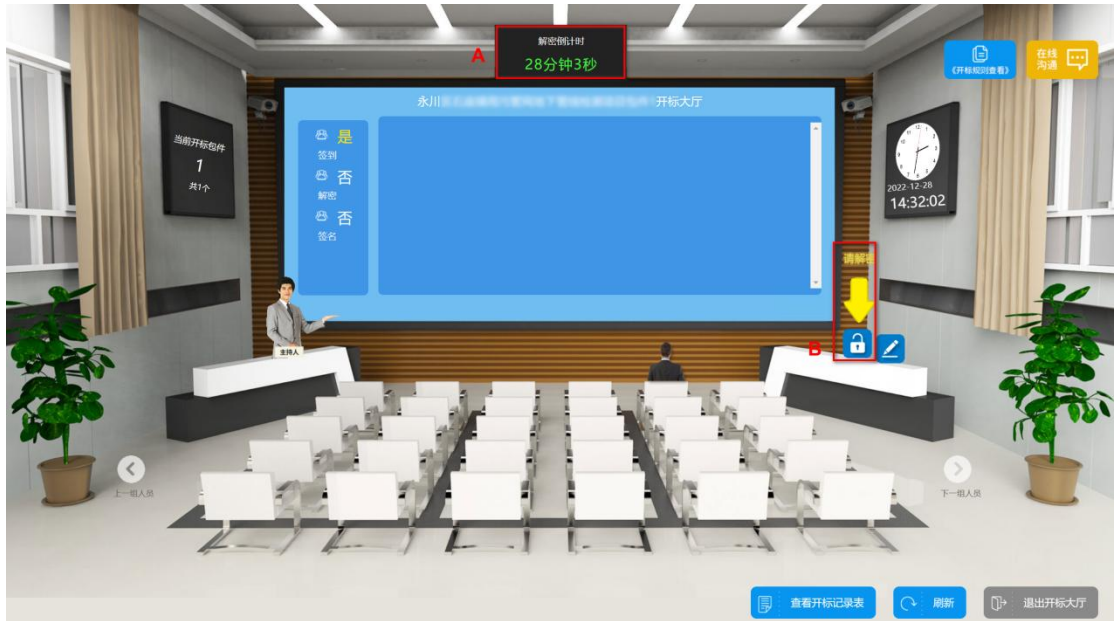 解密倒计时
A
28分钟3秒
《开标规则查看》
在线
沟通
永川
开标大厅
当前开标包件
1
共1个
是
签到
否
解密
否
签名
2022-12-28
14:32:02
请解密
主持人
B
上一组人员
下一组人员
查看开标记录表
刷新
退出开标大厅